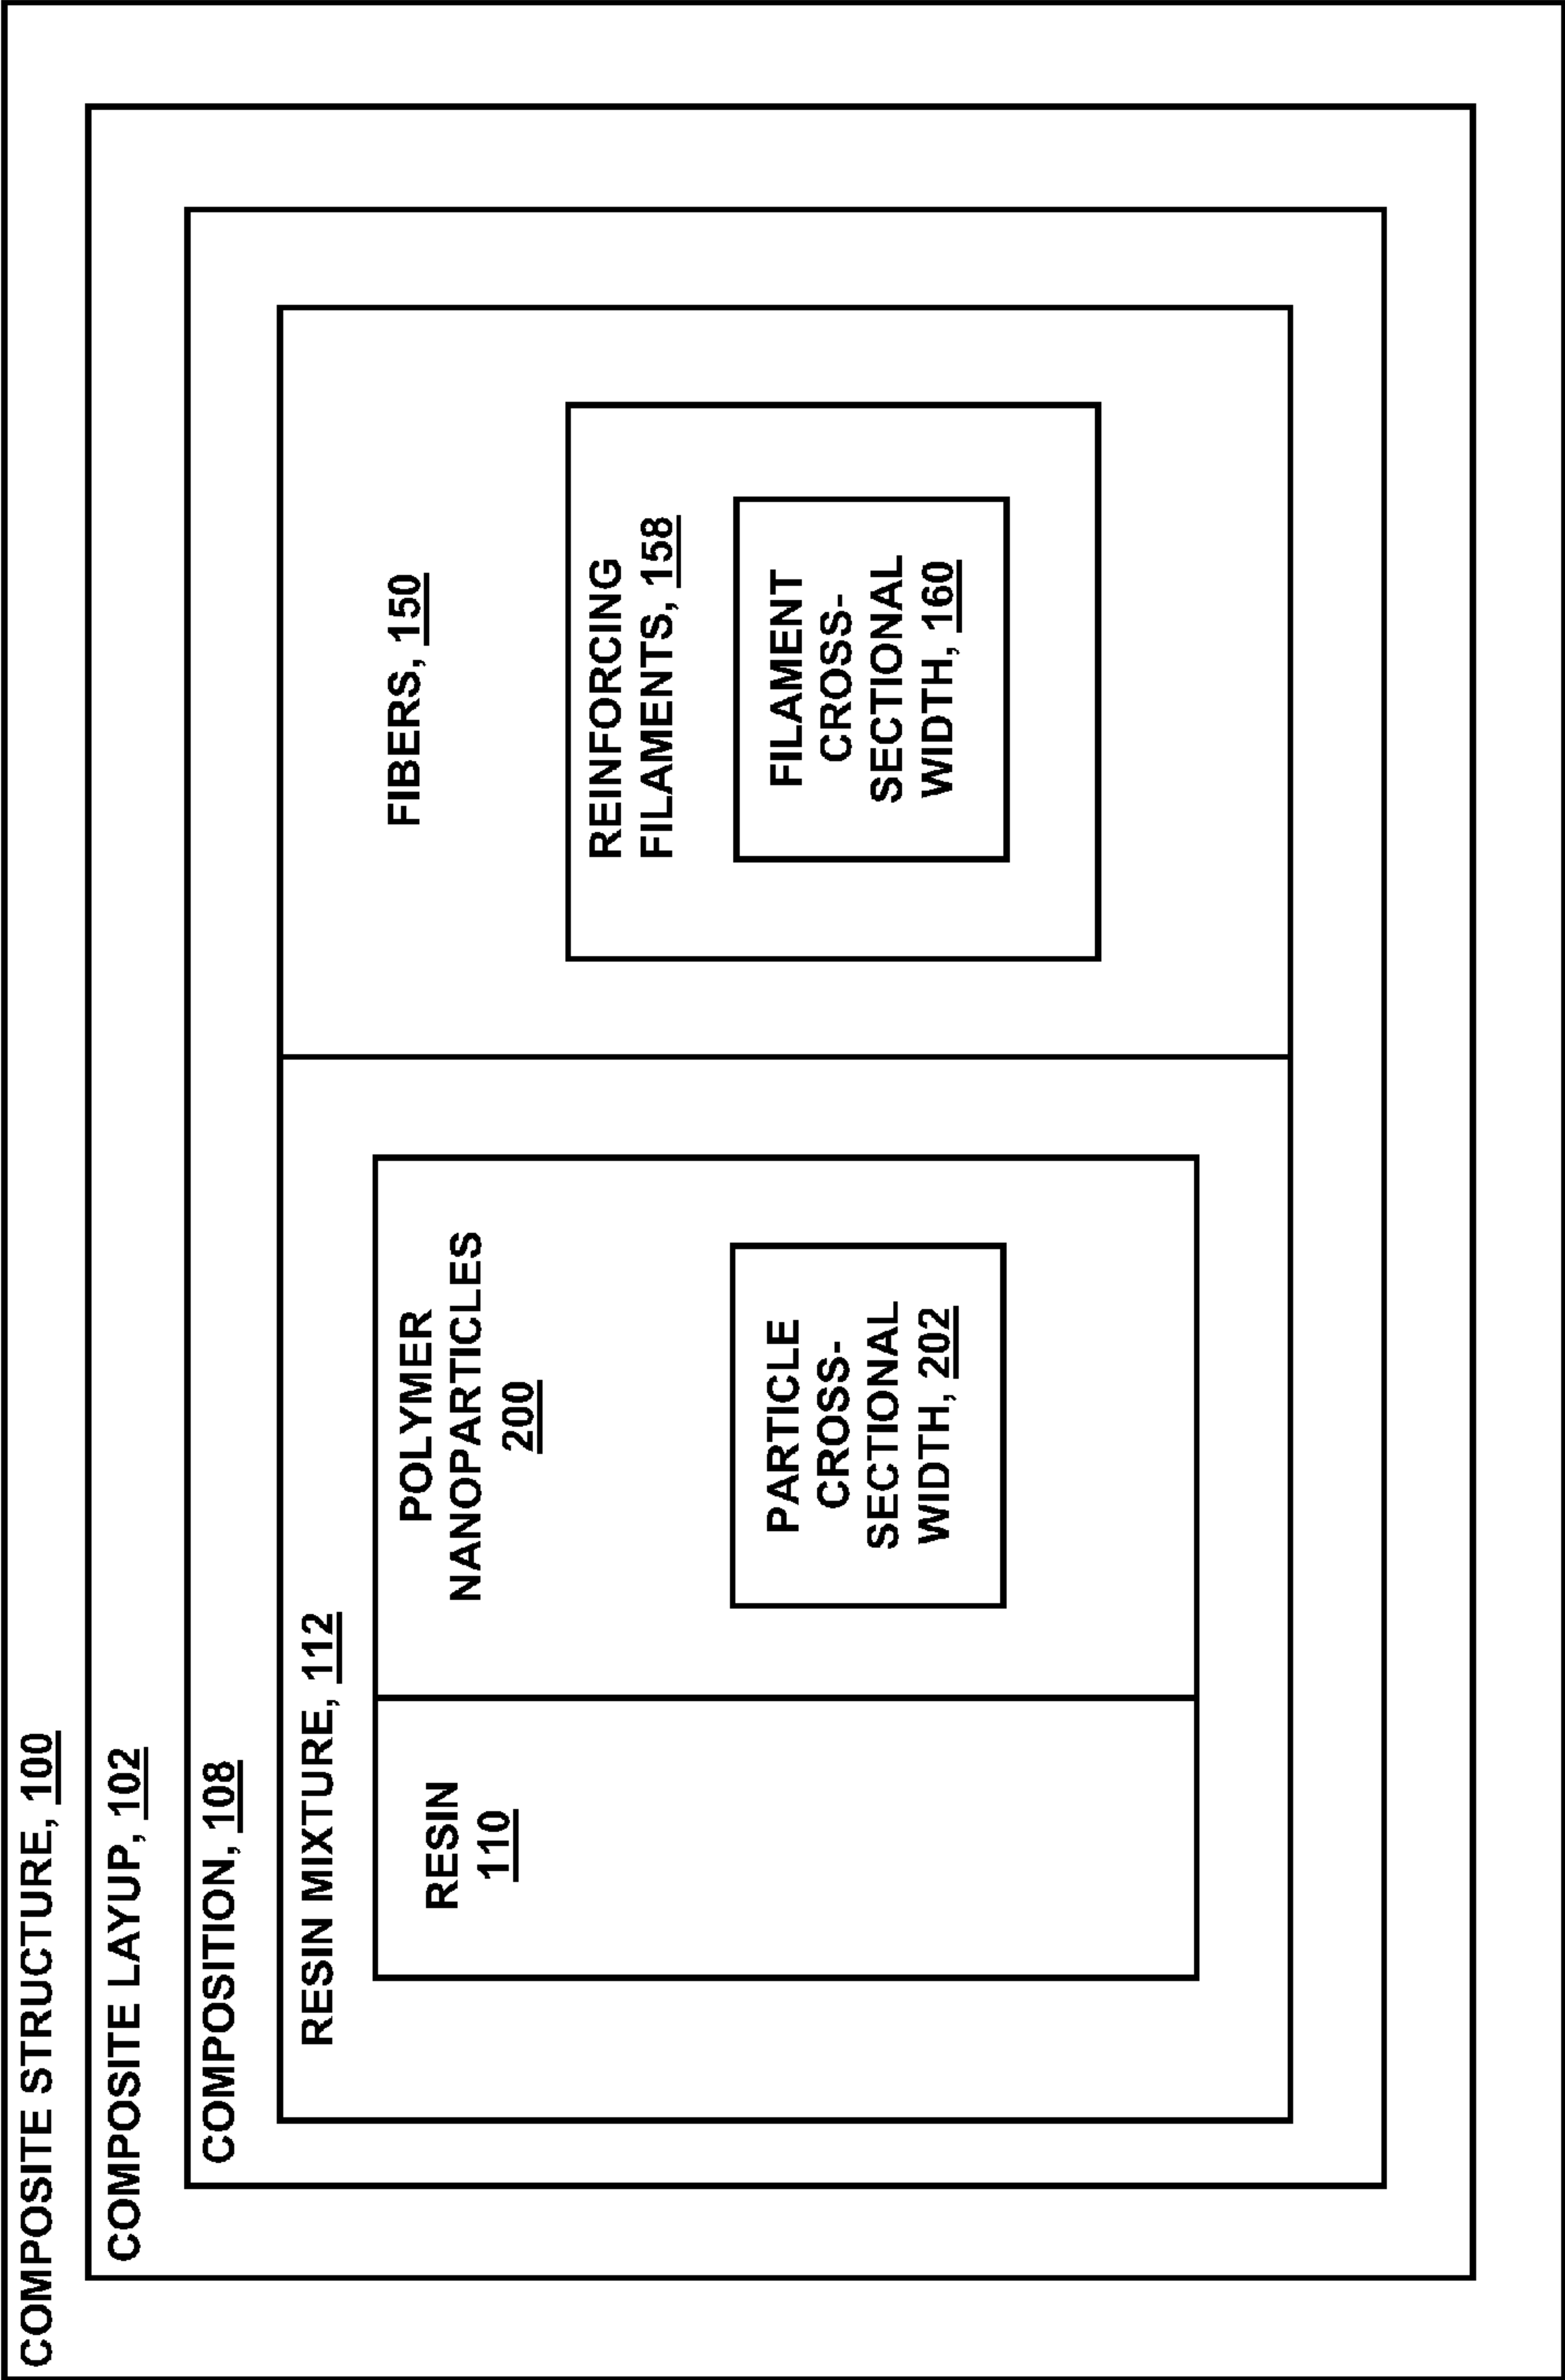 COMPOSITE STRUCTURE, 100
COMPOSITE LAYUP, 102
COMPOSITION, 108
RESIN MIXTURE, 112
RESIN
110
POLYMER
NANOPARTICLES
200
PARTICLE
CROSS-
SECTIONAL
WIDTH, 202
FIBERS, 150
REINFORCING
FILAMENTS, 158
FILAMENT
CROSS-
SECTIONAL
WIDTH, 160